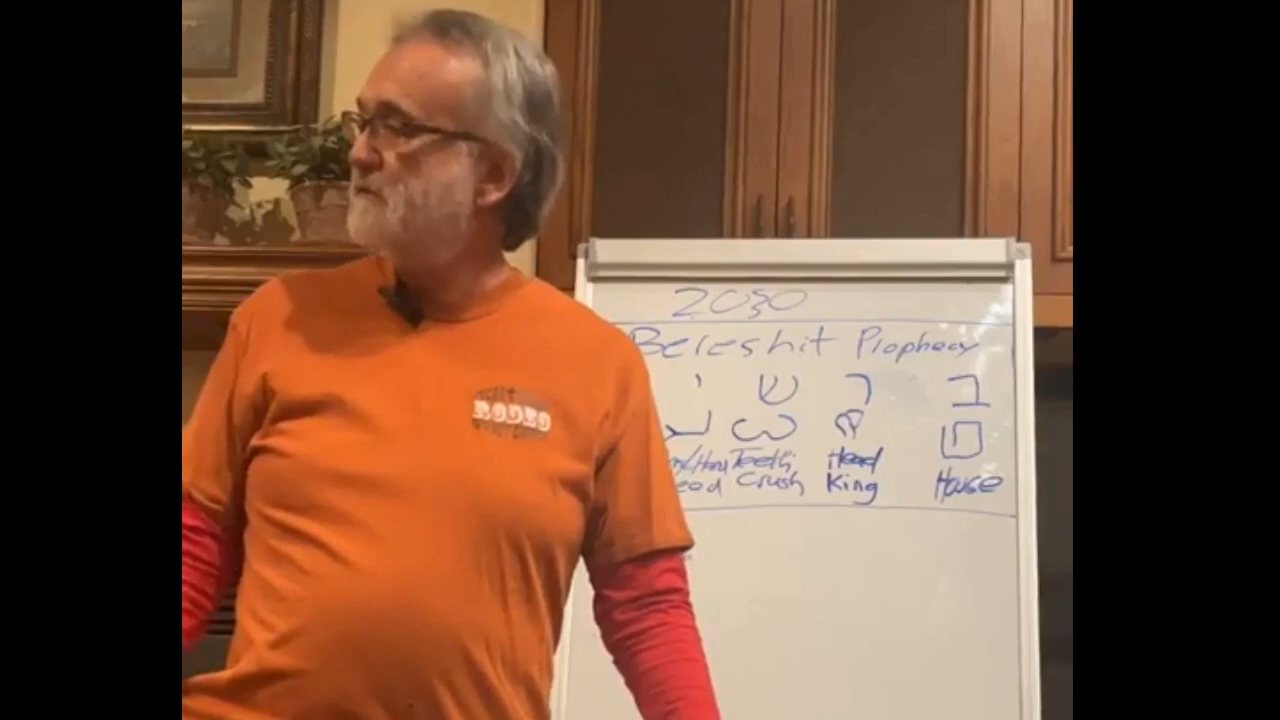 2030
Bereshit Prophecy
ב ר ש י
Teeth Head House
Crush King
RODEO